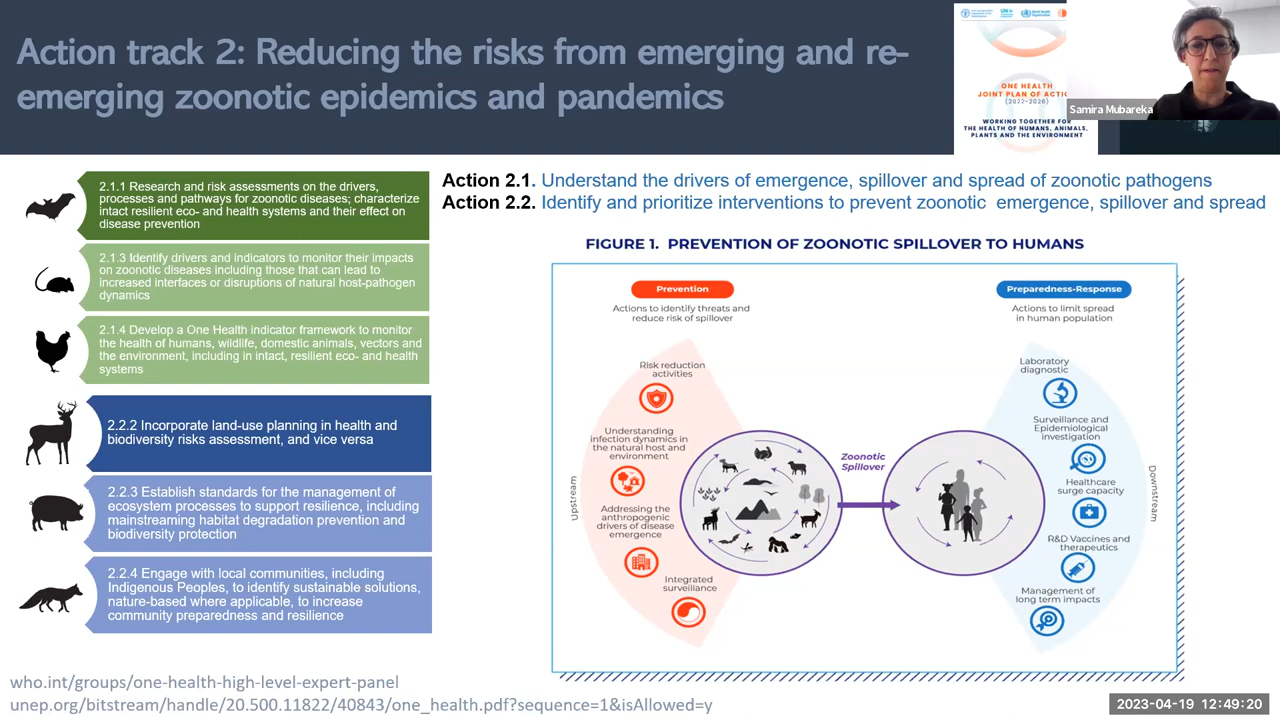 Action track 2: Reducing the risks from emerging and re-
emerging zoonotic epidemics and pandemics
World Health
Organization
ONE HEALTH
JOINT PLAN OF ACTIO
(2022-2026)
WORKING TOGETHER FOR
THE HEALTH OF HUMANS, ANIMALS,
PLANTS AND THE ENVIRONMENT
Samira Mubareka
2.1.1 Research and risk assessments on the drivers,
processes and pathways for zoonotic diseases; characterize
intact resilient eco- and health systems and their effect on
disease prevention
2.1.3 Identify drivers and indicators to monitor their impacts
on zoonotic diseases including those that can lead to
increased interfaces or disruptions of natural host-pathogen
dynamics
2.1.4 Develop a One Health indicator framework to monitor
the health of humans, wildlife, domestic animals, vectors and
the environment, including in intact, resilient eco- and health
systems
2.2.2 Incorporate land-use planning in health and
biodiversity risks assessment, and vice versa
2.2.3 Establish standards for the management of
ecosystem processes to support resilience, including
mainstreaming habitat degradation prevention and
biodiversity protection
2.2.4 Engage with local communities, including
Indigenous Peoples, to identify sustainable solutions,
nature-based where applicable, to increase
community preparedness and resilience
Action 2.1. Understand the drivers of emergence, spillover and spread of zoonotic pathogens
Action 2.2. Identify and prioritize interventions to prevent zoonotic emergence, spillover and spread
FIGURE 1. PREVENTION OF ZOONOTIC SPILLOVER TO HUMANS
Prevention
Actions to identify threats and
reduce risk of spillover
Upstream
Risk reduction
activities
Understanding
infection dynamics in
the natural host and
environment
Addressing the
anthropogenic
drivers of disease
emergence
Integrated
surveillance
Zoonotic
Spillover
Preparedness-Response
Actions to limit spread
in human population
Laboratory
diagnostic
Surveillance and
Epidemiological
investigation
Healthcare
surge capacity
R&D Vaccines and
therapeutics
Management of
long term impacts
Downstream
who.int/groups/one-health-high-level-expert-panel
unep.org/bitstream/handle/20.500.11822/40843/one_health.pdf?sequence=1&isAllowed=y
2023-04-19 12:49:20